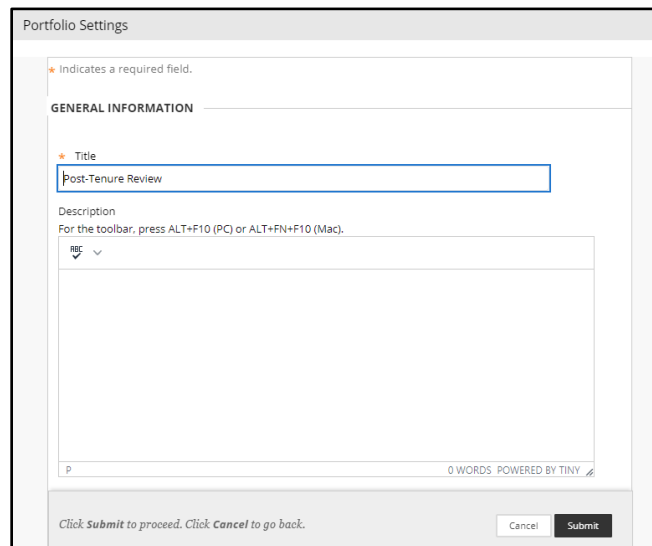 Portfolio Settings
* Indicates a required field.
GENERAL INFORMATION
* Title
Post-Tenure Review
Description
For the toolbar, press ALT+F10 (PC) or ALT+FN+F10 (Mac).
ABC
P 0 WORDS POWERED BY TINY
Click Submit to proceed. Click Cancel to go back. Cancel Submit